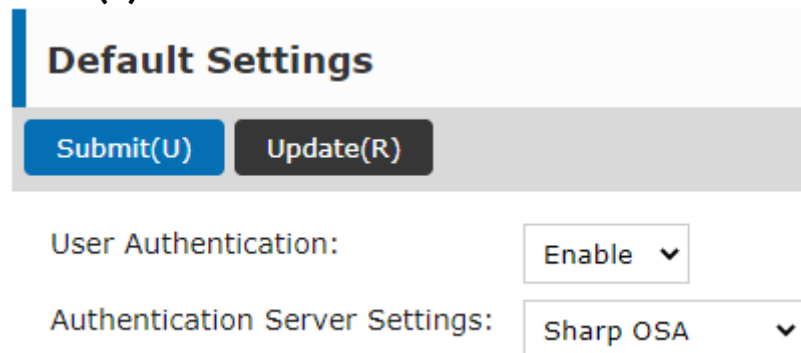 Default Settings
Submit(U) Update(R)
User Authentication: Enable
Authentication Server Settings: Sharp OSA